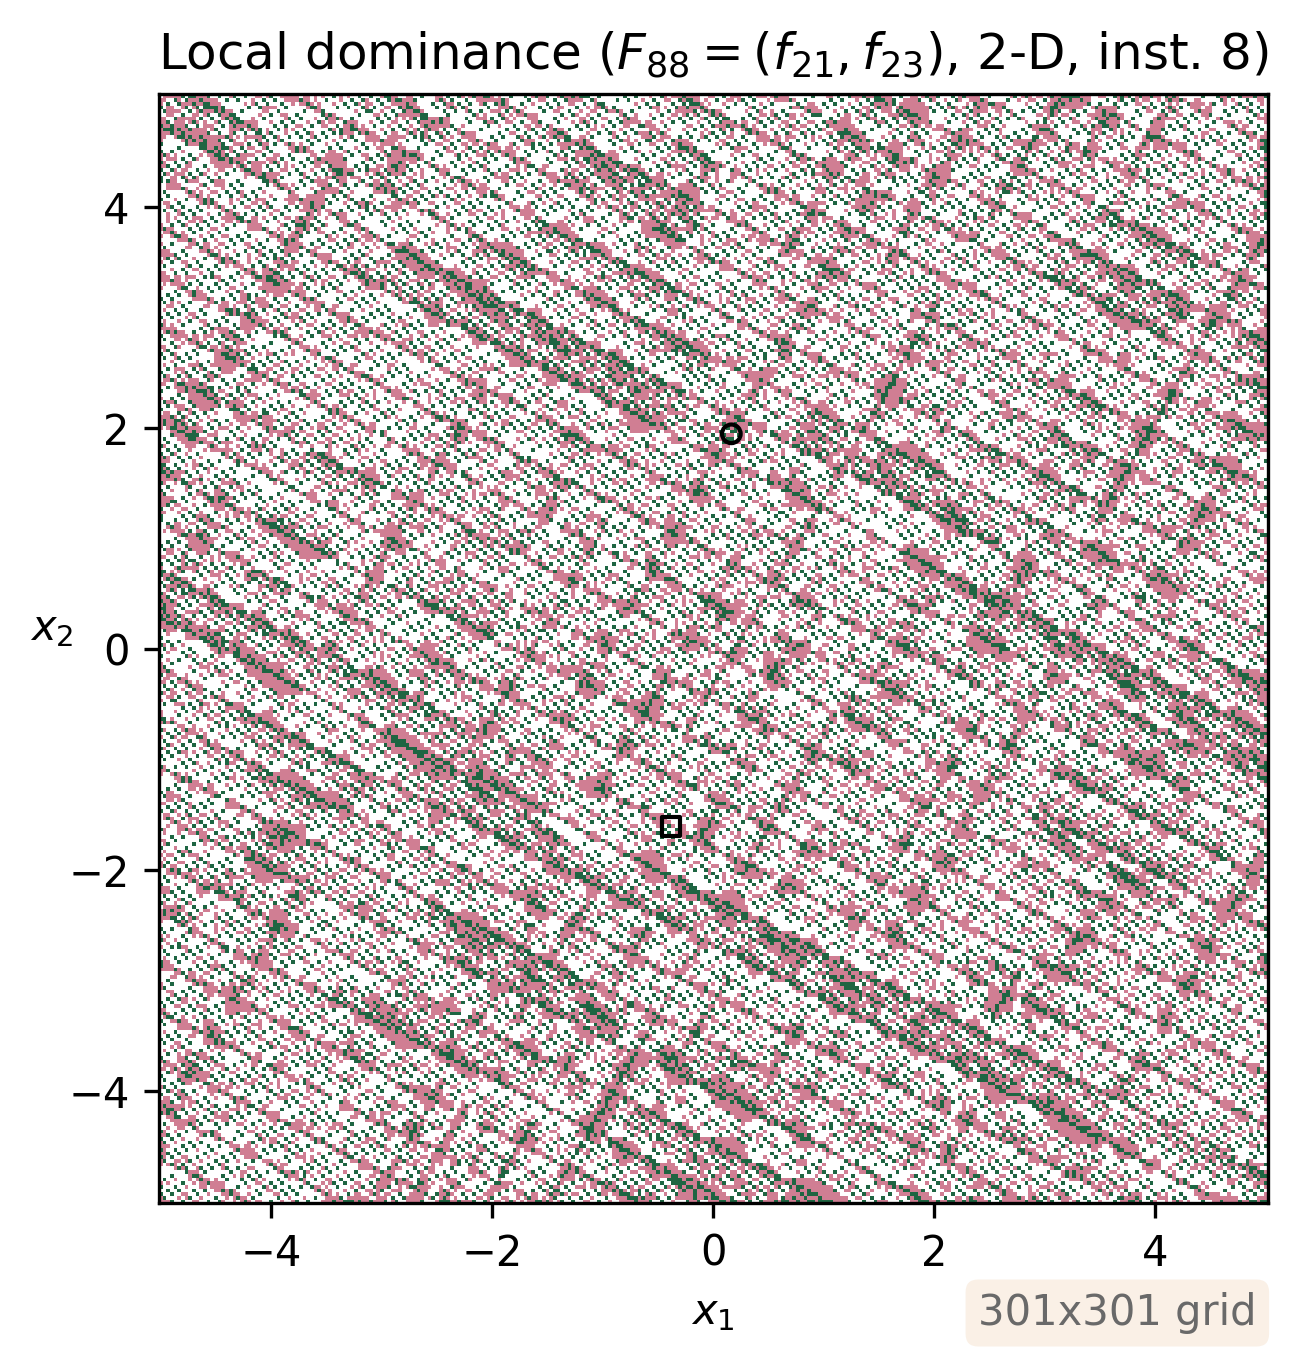 Local dominance (F₈₈ = (f₂₁, f₂₃), 2-D, inst. 8)
4
2
x₂ 0
−2
−4
−4 −2 0 2 4
x₁
301x301 grid